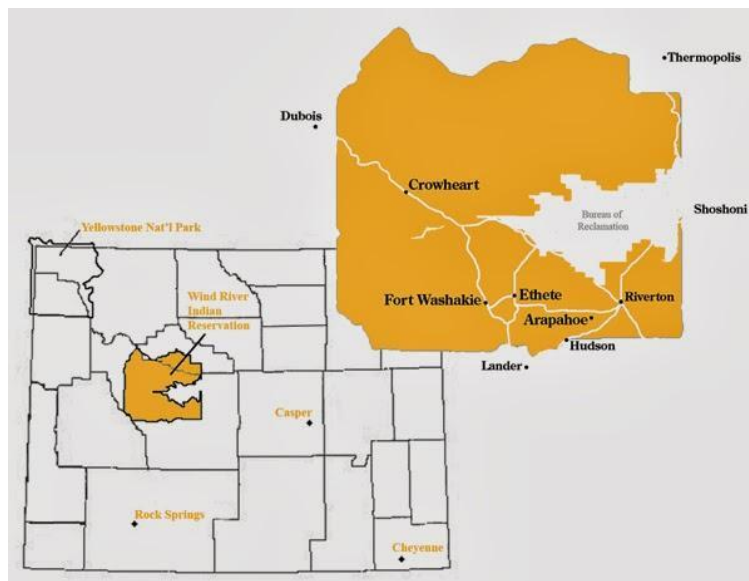 Thermopolis
Dubois
Crowheart
Shoshoni
Bureau of
Reclamation
Yellowstone Nat'l Park
Wind River
Indian
Reservation
Fort Washakie
Ethete
Riverton
Arapahoe
Hudson
Lander
Casper
Rock Springs
Cheyenne